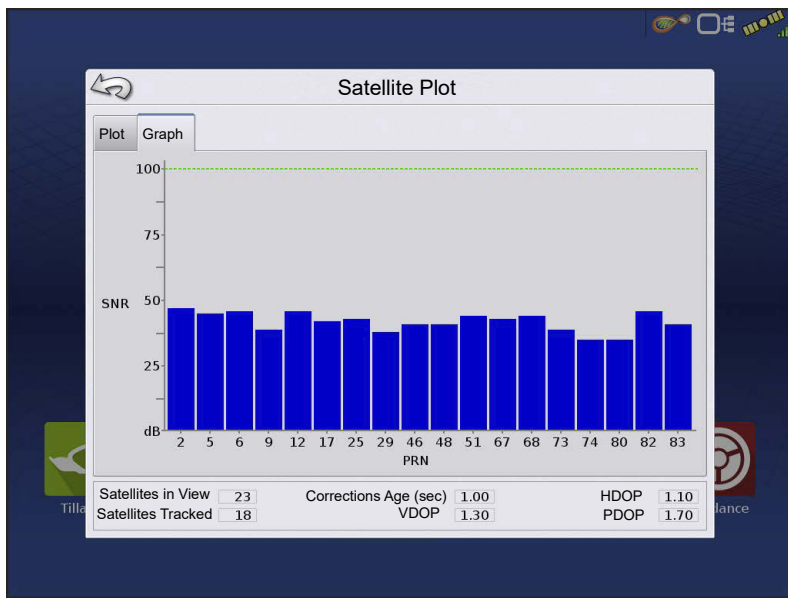 Satellite Plot
Plot Graph
100
75
SNR 50
25
dB
2 5 6 9 12 17 25 29 46 48 51 67 68 73 74 80 82 83
PRN
Satellites in View 23 Corrections Age (sec) 1.00 HDOP 1.10
Satellites Tracked 18 VDOP 1.30 PDOP 1.70
Tilla
dance